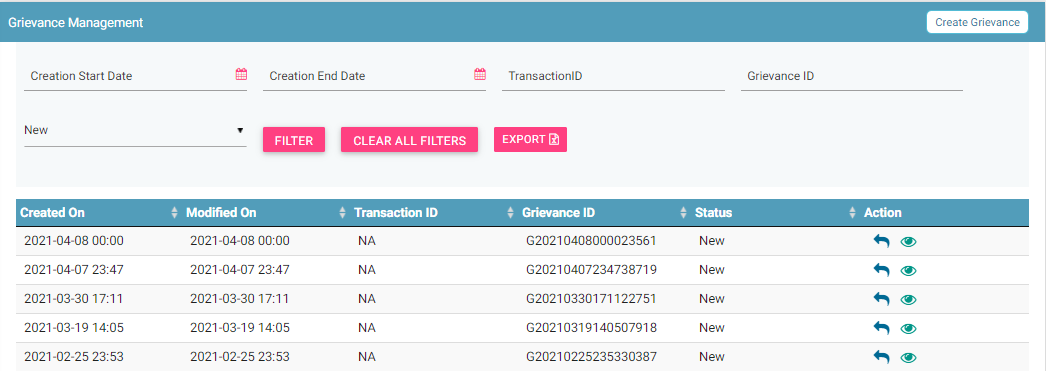 Grievance Management Create Grievance
Creation Start Date Creation End Date TransactionID Grievance ID
New FILTER CLEAR ALL FILTERS EXPORT
Created On Modified On Transaction ID Grievance ID Status Action
2021-04-08 00:00 2021-04-08 00:00 NA G20210408000023561 New
2021-04-07 23:47 2021-04-07 23:47 NA G20210407234738719 New
2021-03-30 17:11 2021-03-30 17:11 NA G20210330171122751 New
2021-03-19 14:05 2021-03-19 14:05 NA G20210319140507918 New
2021-02-25 23:53 2021-02-25 23:53 NA G20210225235330387 New